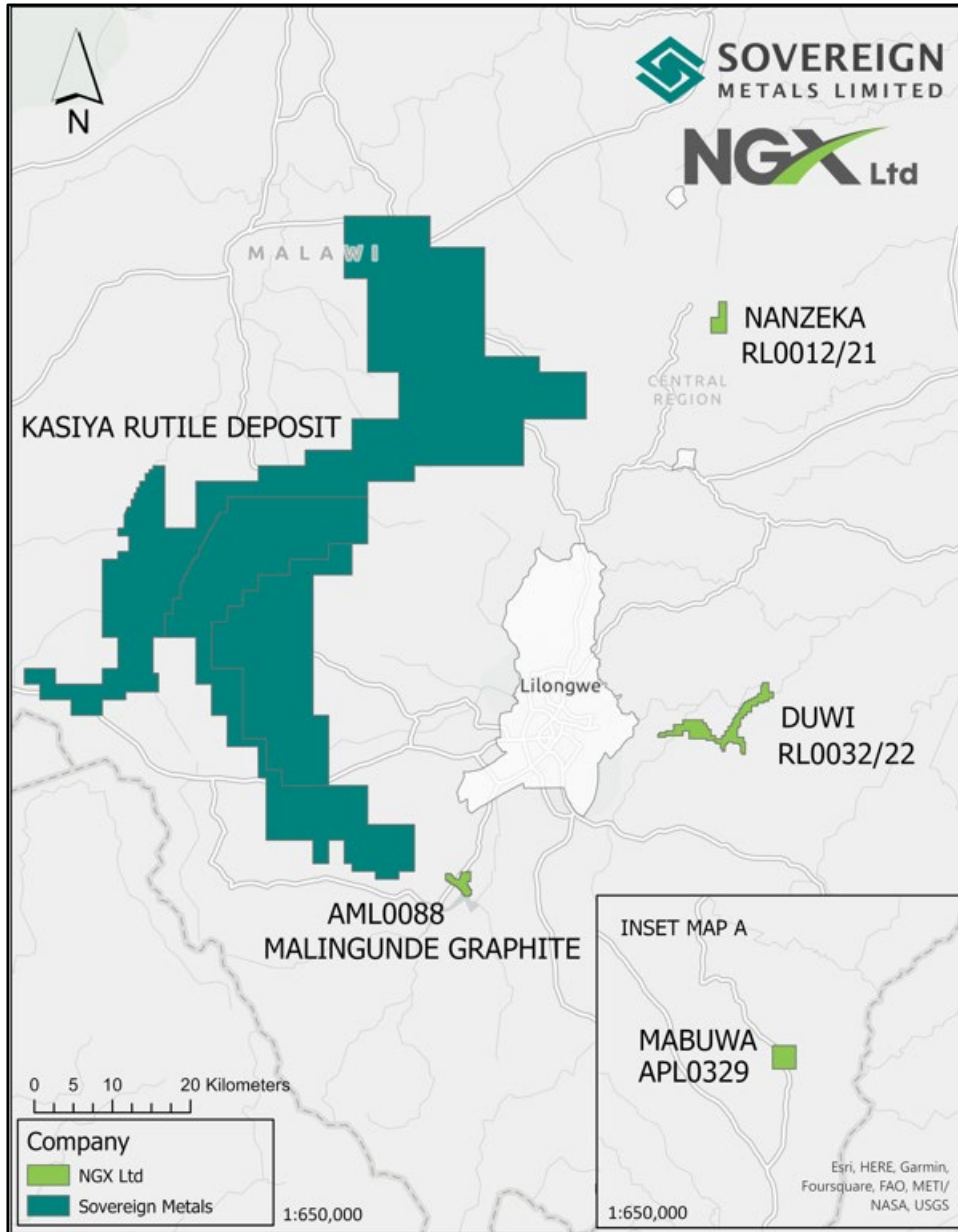 N
SOVEREIGN
METALS LIMITED
NGX Ltd
MALAWI
NANZEKA
RL0012/21
CENTRAL
REGION
KASIYA RUTILE DEPOSIT
Lilongwe
DUWI
RL0032/22
AML0088
MALINGUNDE GRAPHITE
INSET MAP A
MABUWA
APL0329
0 5 10 20 Kilometers
Company
NGX Ltd
Sovereign Metals
1:650,000
1:650,000
Esri, HERE, Garmin,
Foursquare, FAO, METI/
NASA, USGS